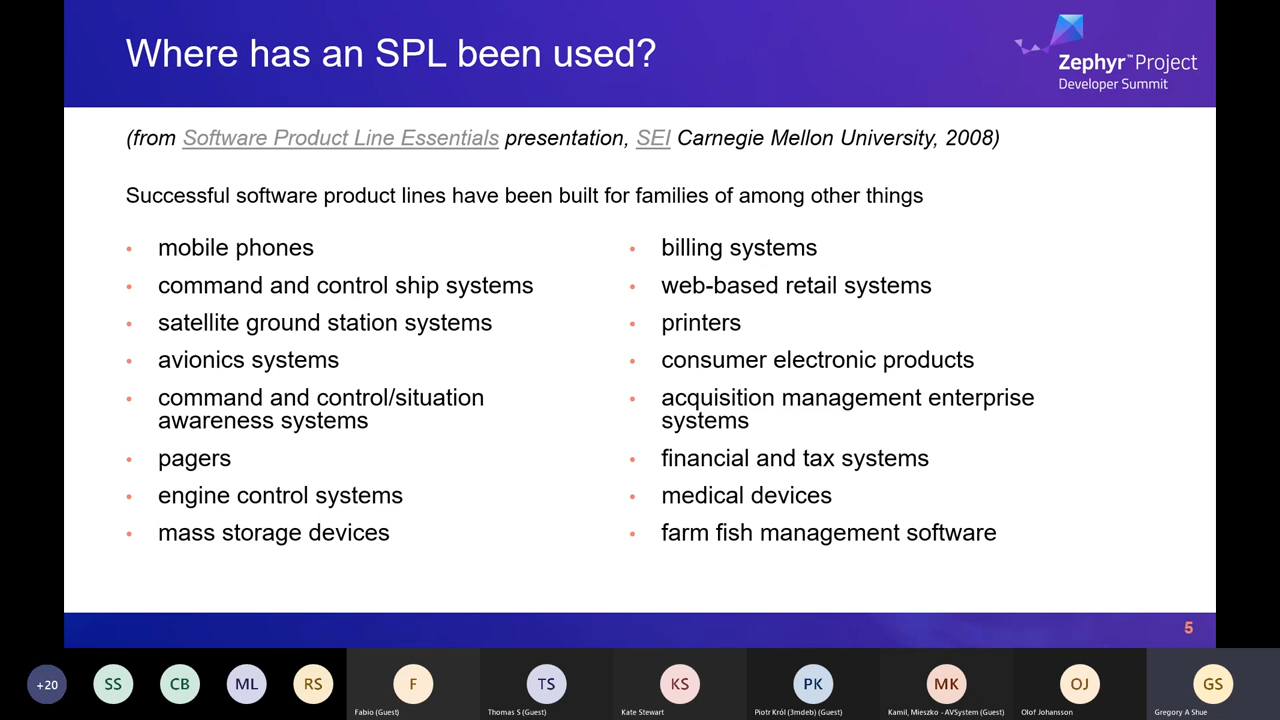 Where has an SPL been used?
Zephyr™Project
Developer Summit
(from Software Product Line Essentials presentation, SEI Carnegie Mellon University, 2008)
Successful software product lines have been built for families of among other things
• mobile phones
• command and control ship systems
• satellite ground station systems
• avionics systems
• command and control/situation
awareness systems
• pagers
• engine control systems
• mass storage devices
• billing systems
• web-based retail systems
• printers
• consumer electronic products
• acquisition management enterprise
systems
• financial and tax systems
• medical devices
• farm fish management software
5
+20
SS
CB
ML
RS
F
TS
KS
PK
MK
OJ
GS
Fabio (Guest)
Thomas S (Guest)
Kate Stewart
Piotr Król (3mdeb) (Guest)
Kamil, Mieszko - AVSystem (Guest)
Olof Johansson
Gregory A Shue